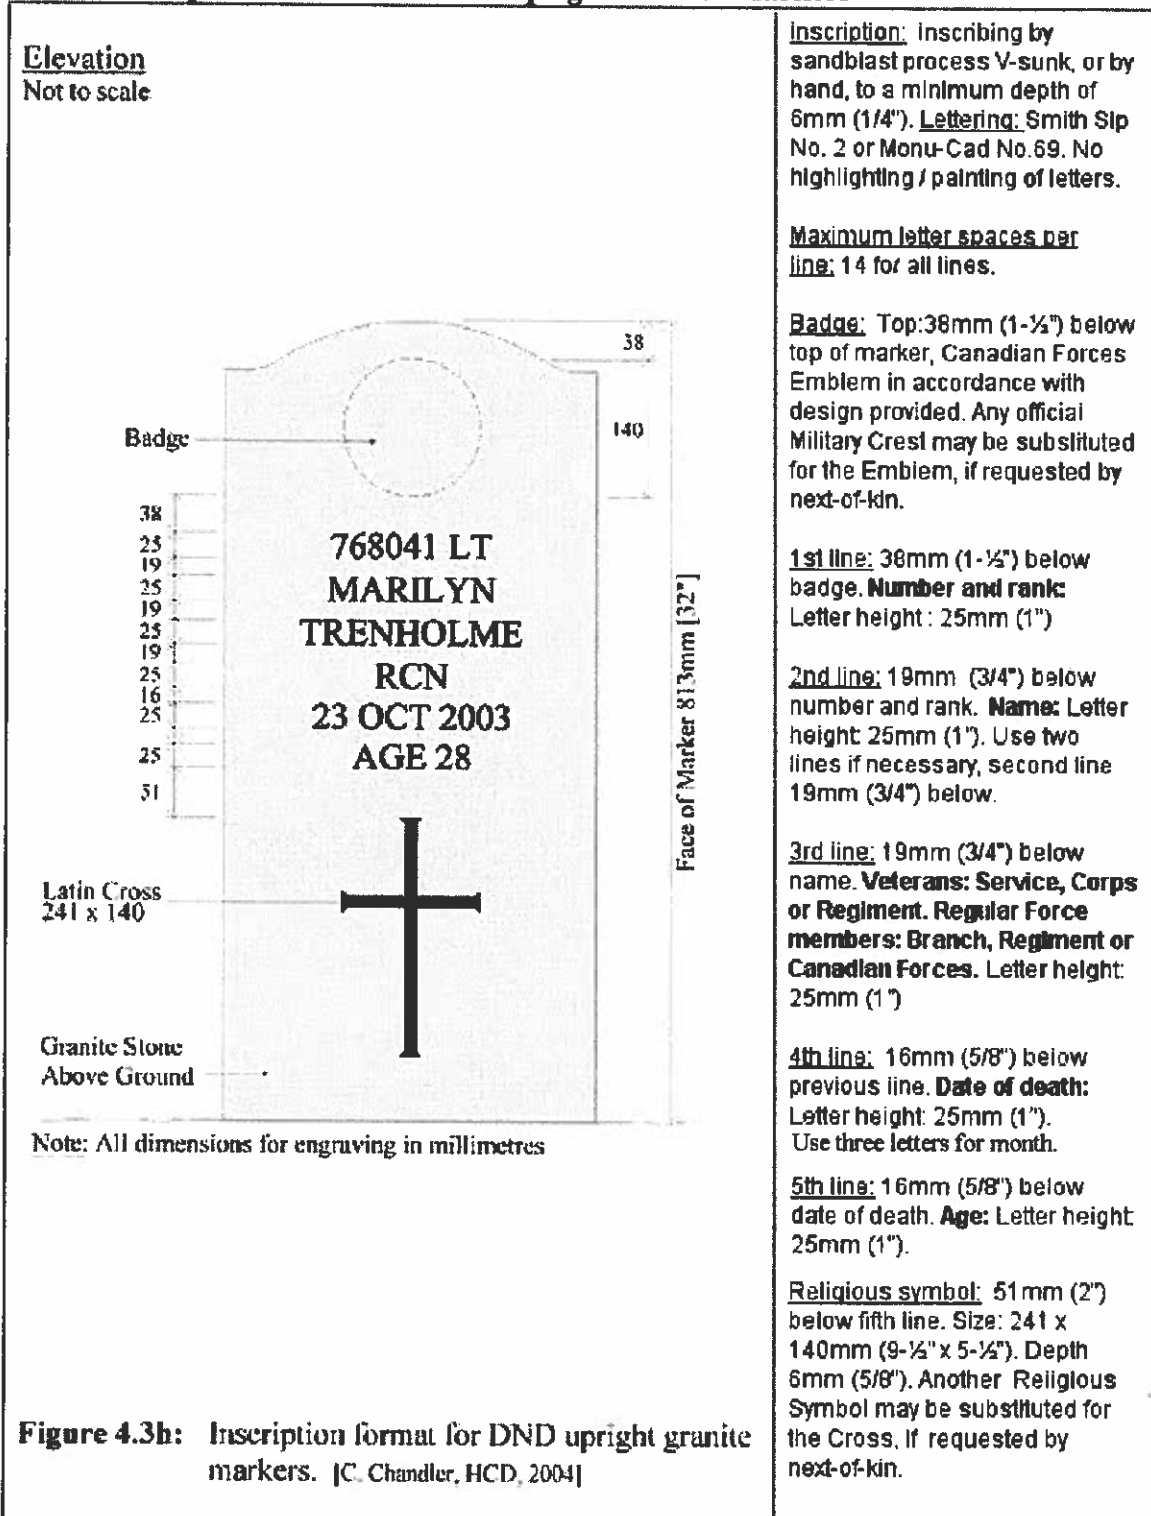 Elevation
Not to scale
38
140
Badge
38
25
19
25
19
25
19
25
16
25
25
51
768041 LT
MARILYN
TRENHOLME
RCN
23 OCT 2003
AGE 28
Face of Marker 813mm [32"]
Latin Cross
241 x 140
Granite Stone
Above Ground
Note: All dimensions for engraving in millimetres
Figure 4.3h: Inscription format for DND upright granite
markers. [C. Chandler, HCD, 2004]
Inscription: Inscribing by
sandblast process V-sunk, or by
hand, to a minimum depth of
6mm (1/4"). Lettering: Smith Slp
No. 2 or Monu-Cad No.69. No
highlighting / painting of letters.
Maximum letter spaces per
line: 14 for all lines.
Badge: Top:38mm (1-½") below
top of marker, Canadian Forces
Emblem in accordance with
design provided. Any official
Military Crest may be substituted
for the Emblem, if requested by
next-of-kin.
1st line: 38mm (1-½") below
badge. Number and rank:
Letter height : 25mm (1")
2nd line: 19mm (3/4") below
number and rank. Name: Letter
height: 25mm (1"). Use two
lines if necessary, second line
19mm (3/4") below.
3rd line: 19mm (3/4") below
name. Veterans: Service, Corps
or Regiment. Regular Force
members: Branch, Regiment or
Canadian Forces. Letter height:
25mm (1")
4th line: 16mm (5/8") below
previous line. Date of death:
Letter height: 25mm (1").
Use three letters for month.
5th line: 16mm (5/8") below
date of death. Age: Letter height:
25mm (1").
Religious symbol: 51mm (2")
below fifth line. Size: 241 x
140mm (9-½" x 5-½"). Depth
6mm (5/8"). Another Religious
Symbol may be substituted for
the Cross, if requested by
next-of-kin.